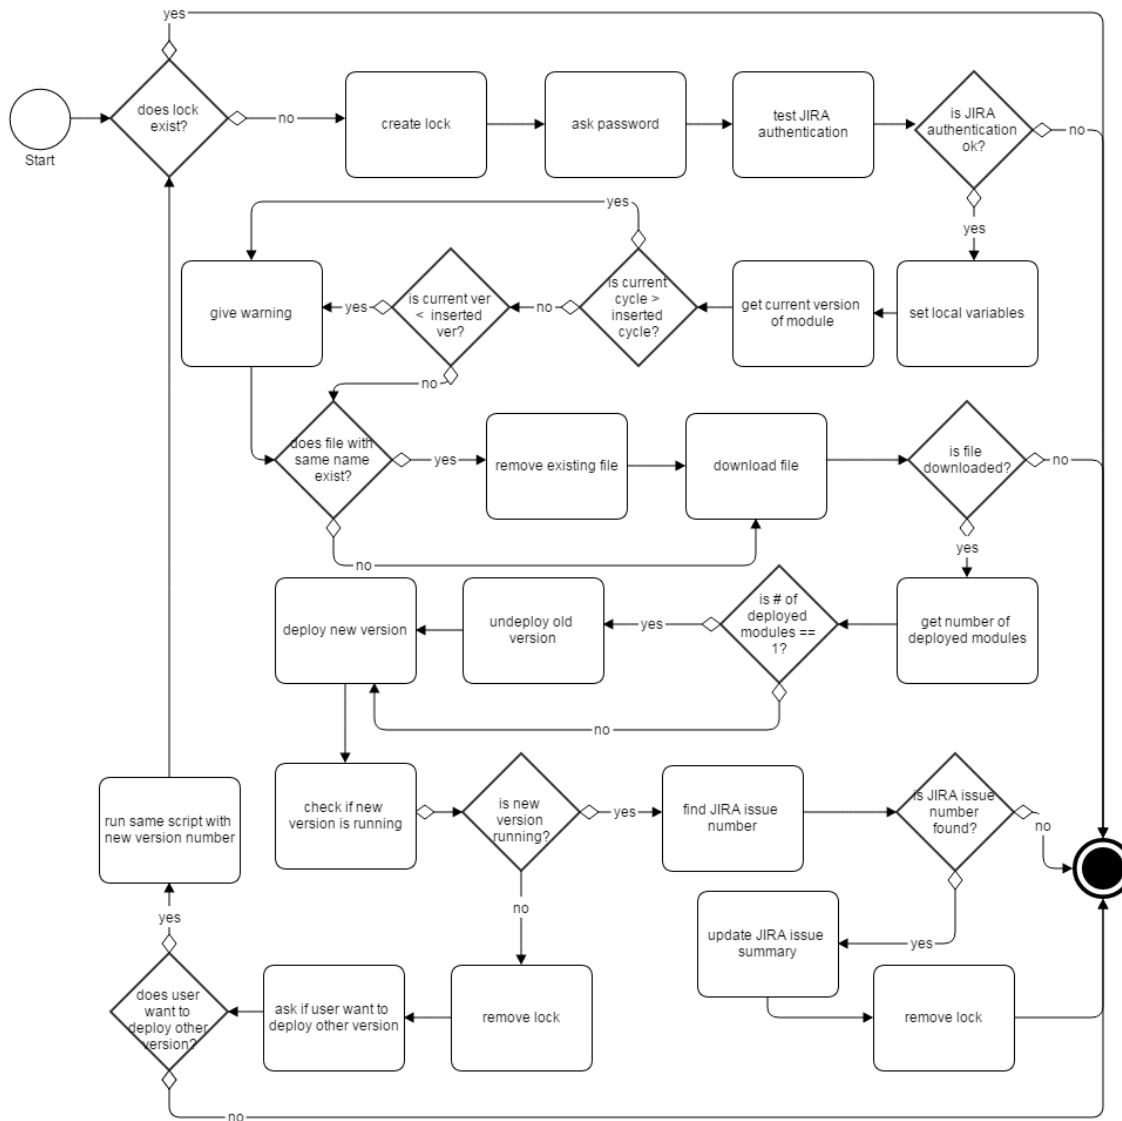 yes
does lock
exist?
no
create lock
ask password
test JIRA
authentication
is JIRA
authentication
ok?
no
Start
yes
yes
give warning
yes
is current ver
< inserted
ver?
no
is current
cycle >
inserted
cycle?
get current version
of module
set local variables
no
does file with
same name
exist?
yes
remove existing file
download file
is file
downloaded?
no
no
yes
deploy new version
undeploy old
version
yes
is # of
deployed
modules ==
1?
get number of
deployed modules
no
run same script with
new version number
check if new
version is running
is new
version
running?
yes
find JIRA issue
number
is JIRA issue
number
found?
no
yes
no
update JIRA issue
summary
yes
does user
want to
deploy other
version?
ask if user want to
deploy other version
remove lock
remove lock
no